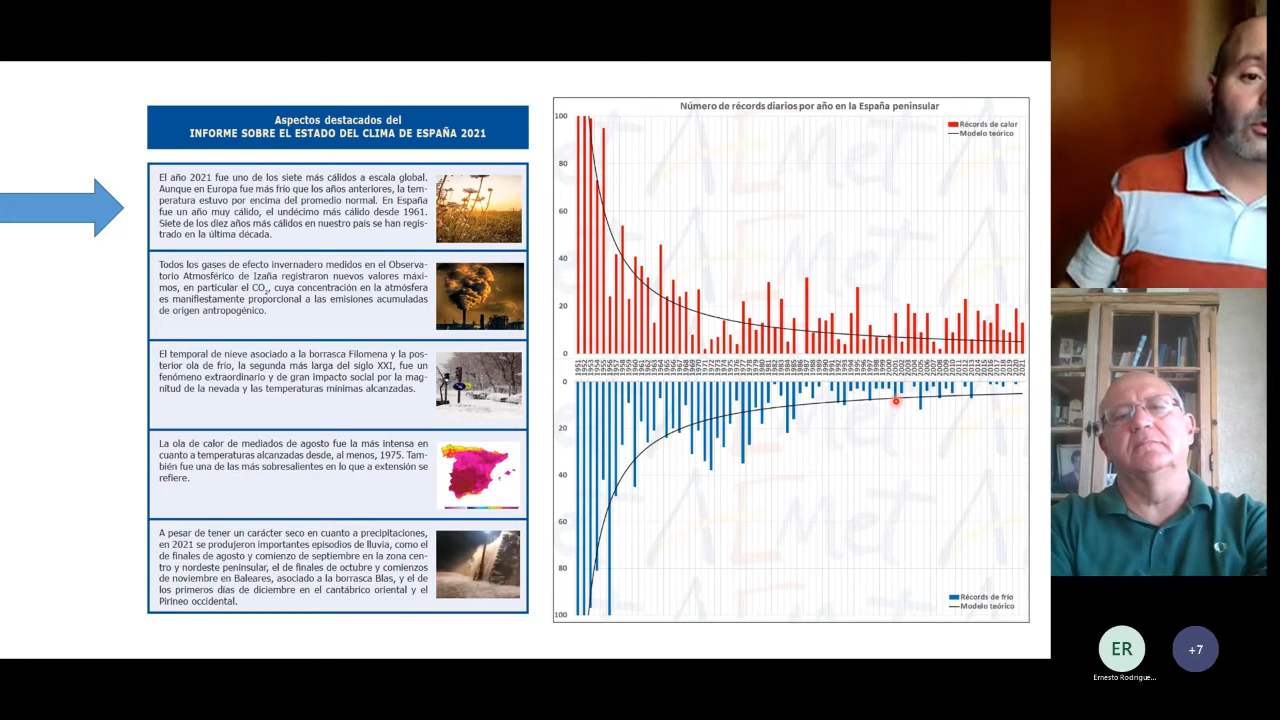 Aspectos destacados del
INFORME SOBRE EL ESTADO DEL CLIMA DE ESPAÑA 2021
El año 2021 fue uno de los siete más cálidos a escala global.
Aunque en Europa fue más frío que los años anteriores, la tem-
peratura estuvo por encima del promedio normal. En España
fue un año muy cálido, el undécimo más cálido desde 1961.
Siete de los diez años más cálidos en nuestro país se han regis-
trado en la última década.
Todos los gases de efecto invernadero medidos en el Observa-
torio Atmosférico de Izaña registraron nuevos valores máxi-
mos, en particular el CO₂, cuya concentración en la atmósfera
es manifiestamente proporcional a las emisiones acumuladas
de origen antropogénico.
El temporal de nieve asociado a la borrasca Filomena y la pos-
terior ola de frío, la segunda más larga del siglo XXI, fue un
fenómeno extraordinario y de gran impacto social por la mag-
nitud de la nevada y las temperaturas mínimas alcanzadas.
La ola de calor de mediados de agosto fue la más intensa en
cuanto a temperaturas alcanzadas desde, al menos, 1975. Tam-
bién fue una de las más sobresalientes en lo que a extensión se
refiere.
A pesar de tener un carácter seco en cuanto a precipitaciones,
en 2021 se produjeron importantes episodios de lluvia, como el
de finales de agosto y comienzo de septiembre en la zona cen-
tro y nordeste peninsular, el de finales de octubre y comienzos
de noviembre en Baleares, asociado a la borrasca Blas, y el de
los primeros días de diciembre en el cantábrico oriental y el
Pirineo occidental.
Número de récords diarios por año en la España peninsular
Récords de calor
Modelo teórico
100
80
60
40
20
0
0
20
40
60
80
100
Récords de frío
Modelo teórico
AEMet
ER
+7
Ernesto Rodrigue...